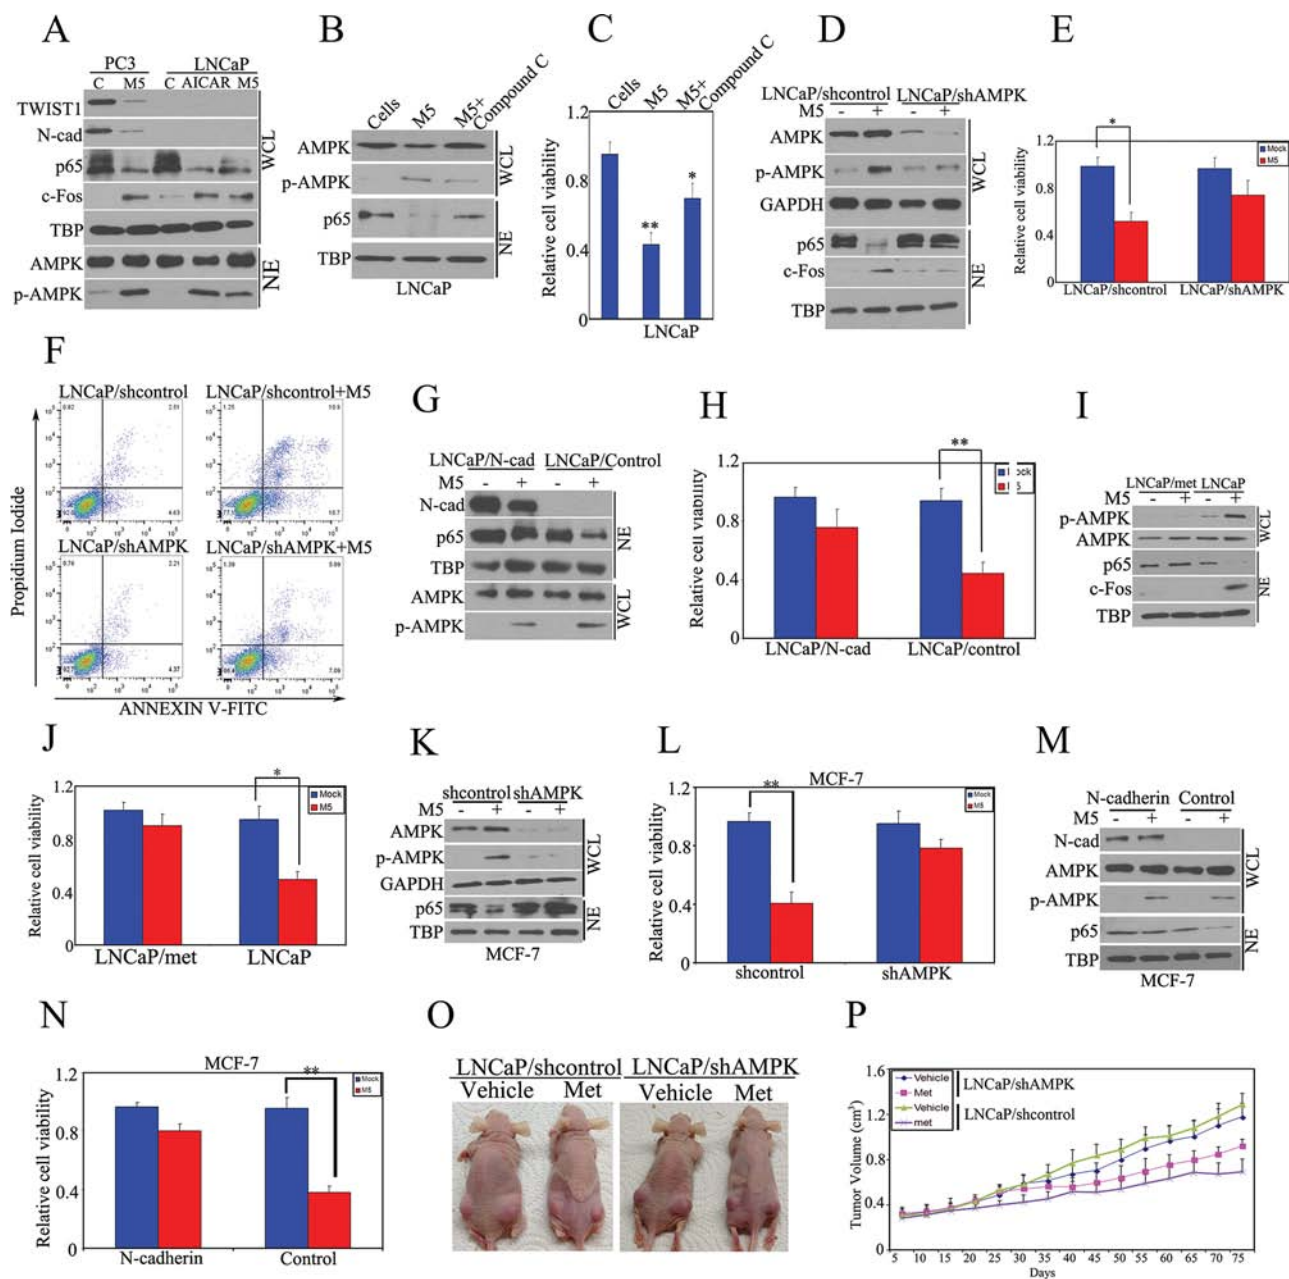 A
PC3 LNCaP
C M5 C AICAR M5
TWIST1
N-cad
p65
c-Fos
TBP
AMPK
p-AMPK
WCL
NE
B
Cells M5 M5+ Compound C
AMPK
p-AMPK
p65
TBP
WCL
NE
LNCaP
C
Cells M5 M5+ Compound C
Relative cell viability
1.2
0.8
0.4
0
**
*
LNCaP
D
LNCaP/shcontrol LNCaP/shAMPK
M5 - + - +
AMPK
p-AMPK
GAPDH
p65
c-Fos
TBP
WCL
NE
E
Relative cell viability
1.2
0.8
0.4
0
*
Mock
M5
LNCaP/shcontrol LNCaP/shAMPK
F
LNCaP/shcontrol LNCaP/shcontrol+M5
LNCaP/shAMPK LNCaP/shAMPK+M5
Propidium Iodide
ANNEXIN V-FITC
G
LNCaP/N-cad LNCaP/Control
M5 - + - +
N-cad
p65
TBP
AMPK
p-AMPK
NE
WCL
H
Relative cell viability
1.2
0.8
0.4
0
**
LNCaP/N-cad LNCaP/control
I
LNCaP/met LNCaP
M5 - + - +
p-AMPK
AMPK
p65
c-Fos
TBP
WCL
NE
J
Relative cell viability
1.2
0.8
0.4
0
*
Mock
M5
LNCaP/met LNCaP
K
shcontrol shAMPK
M5 - + - +
AMPK
p-AMPK
GAPDH
p65
TBP
WCL
NE
MCF-7
L
MCF-7
Relative cell viability
1.2
0.8
0.4
0
**
Mock
M5
shcontrol shAMPK
M
N-cadherin Control
M5 - + - +
N-cad
AMPK
p-AMPK
p65
TBP
WCL
NE
MCF-7
N
MCF-7
Relative cell viability
1.2
0.8
0.4
0
**
Mock
M5
N-cadherin Control
O
LNCaP/shcontrol LNCaP/shAMPK
Vehicle Met Vehicle Met
P
Tumor Volume (cm³)
1.6
1.2
0.8
0.4
0
Vehicle
Met
LNCaP/shAMPK
Vehicle
met
LNCaP/shcontrol
5 10 15 20 25 30 35 40 45 50 55 60 65 70 75
Days